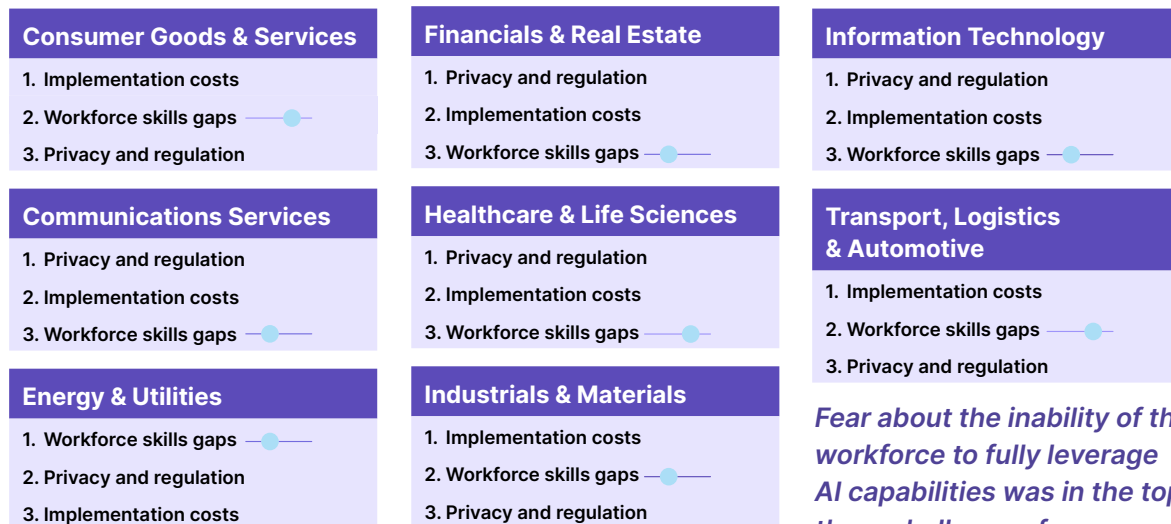 Consumer Goods & Services
1. Implementation costs
2. Workforce skills gaps
3. Privacy and regulation
Communications Services
1. Privacy and regulation
2. Implementation costs
3. Workforce skills gaps
Energy & Utilities
1. Workforce skills gaps
2. Privacy and regulation
3. Implementation costs
Financials & Real Estate
1. Privacy and regulation
2. Implementation costs
3. Workforce skills gaps
Healthcare & Life Sciences
1. Privacy and regulation
2. Implementation costs
3. Workforce skills gaps
Industrials & Materials
1. Implementation costs
2. Workforce skills gaps
3. Privacy and regulation
Information Technology
1. Privacy and regulation
2. Implementation costs
3. Workforce skills gaps
Transport, Logistics
& Automotive
1. Implementation costs
2. Workforce skills gaps
3. Privacy and regulation
Fear about the inability of th
workforce to fully leverage
AI capabilities was in the top